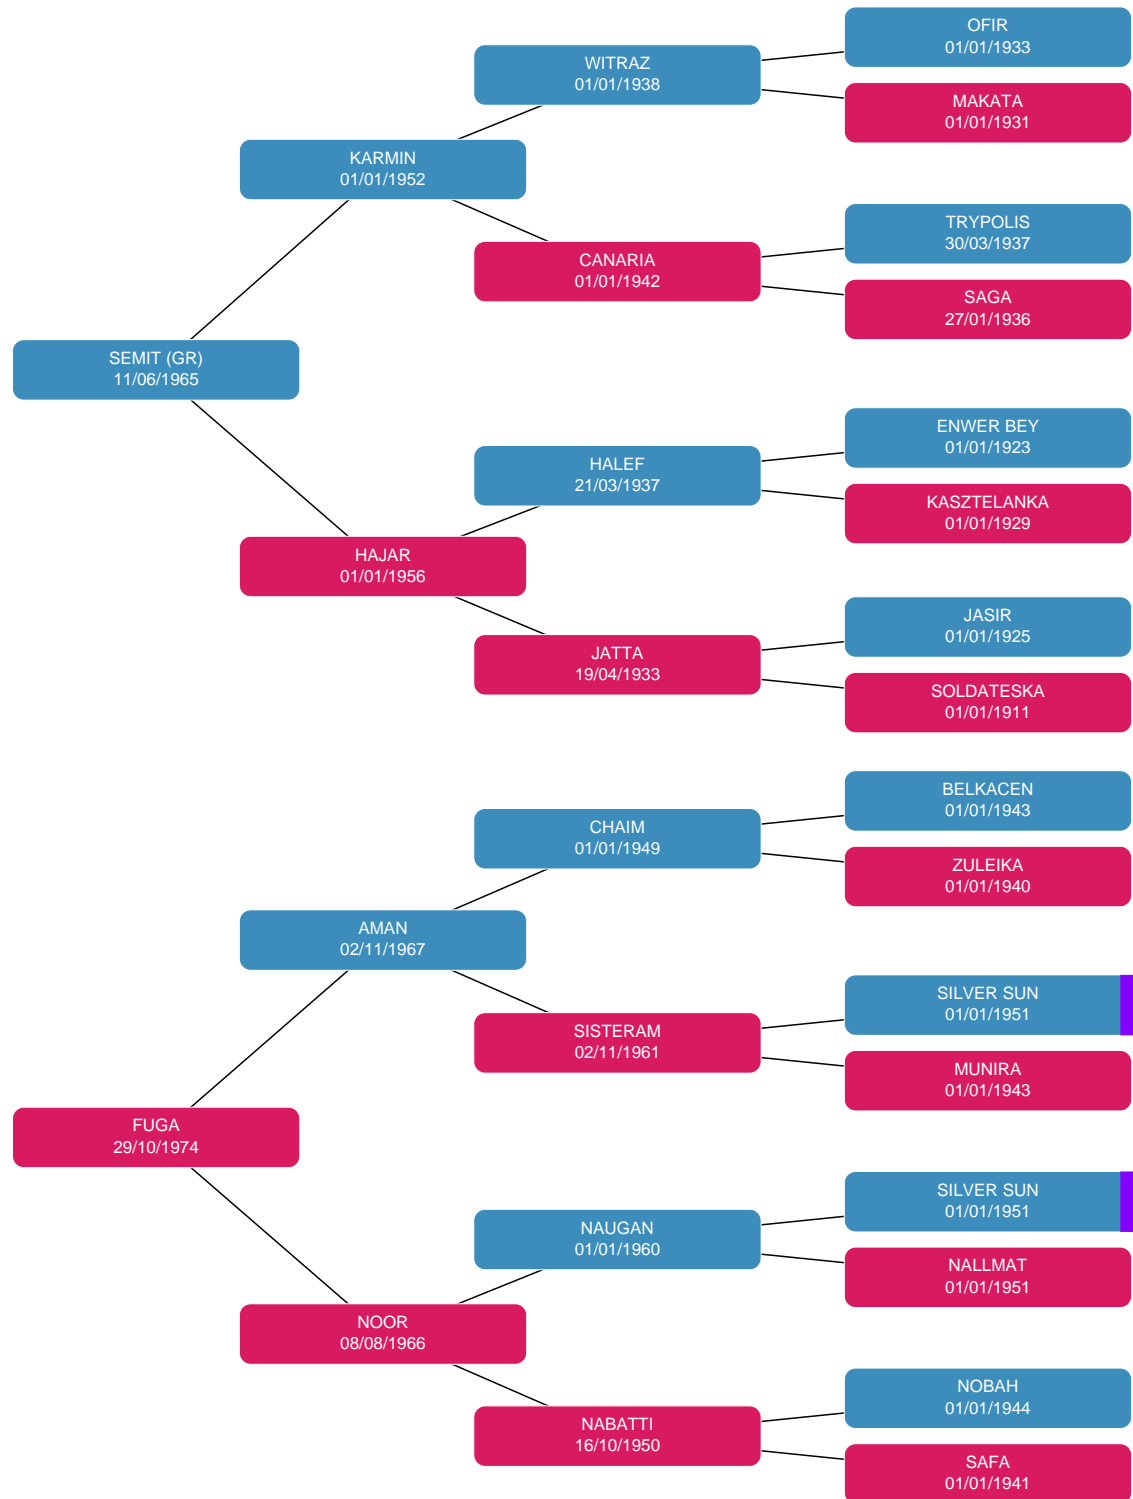 OFIR
01/01/1933
WITRAZ
01/01/1938
MAKATA
01/01/1931
KARMIN
01/01/1952
TRYPOLIS
30/03/1937
CANARIA
01/01/1942
SAGA
27/01/1936
SEMIT (GR)
11/06/1965
ENWER BEY
01/01/1923
HALEF
21/03/1937
KASZTELANKA
01/01/1929
HAJAR
01/01/1956
JASIR
01/01/1925
JATTA
19/04/1933
SOLDATESKA
01/01/1911
BELKACEN
01/01/1943
CHAIM
01/01/1949
ZULEIKA
01/01/1940
AMAN
02/11/1967
SILVER SUN
01/01/1951
SISTERAM
02/11/1961
MUNIRA
01/01/1943
FUGA
29/10/1974
SILVER SUN
01/01/1951
NAUGAN
01/01/1960
NALLMAT
01/01/1951
NOOR
08/08/1966
NOBAH
01/01/1944
NABATTI
16/10/1950
SAFA
01/01/1941